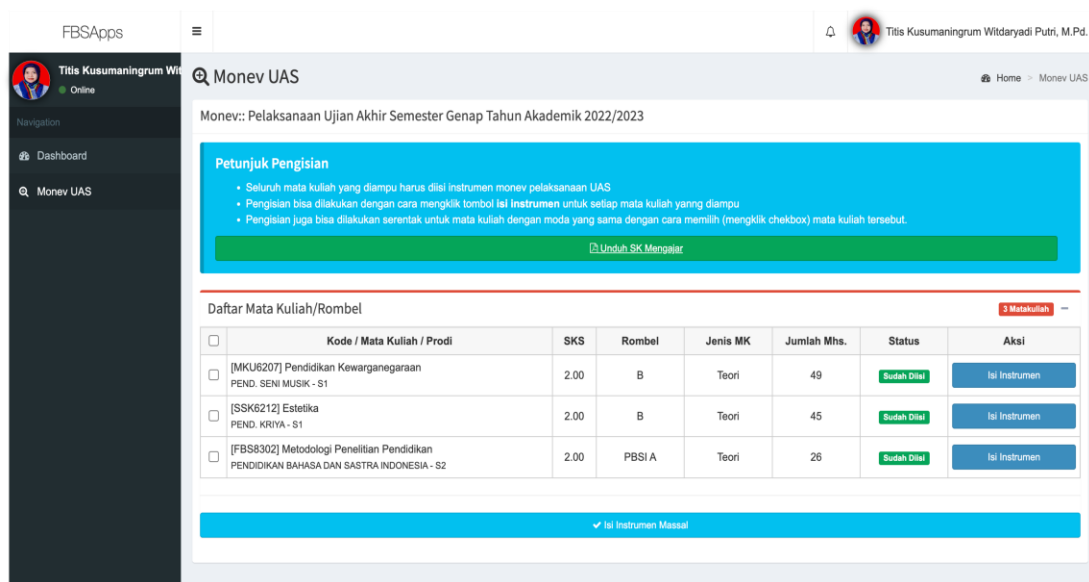 FBSApps
Titis Kusumaningrum Witdaryadi Putri, M.Pd.
Titis Kusumaningrum Wit
Online
Navigation
Dashboard
Monev UAS
Monev UAS
Home > Monev UAS
Monev:: Pelaksanaan Ujian Akhir Semester Genap Tahun Akademik 2022/2023
Petunjuk Pengisian
• Seluruh mata kuliah yang diampu harus diisi instrumen monev pelaksanaan UAS
• Pengisian bisa dilakukan dengan cara mengklik tombol isi instrumen untuk setiap mata kuliah yanng diampu
• Pengisian juga bisa dilakukan serentak untuk mata kuliah dengan moda yang sama dengan cara memilih (mengklik chekbox) mata kuliah tersebut.
Unduh SK Mengajar
Daftar Mata Kuliah/Rombel
3 Matakuliah
Kode / Mata Kuliah / Prodi SKS Rombel Jenis MK Jumlah Mhs. Status Aksi
[MKU6207] Pendidikan Kewarganegaraan
PEND. SENI MUSIK - S1
2.00 B Teori 49 Sudah Diisi Isi Instrumen
[SSK6212] Estetika
PEND. KRIYA - S1
2.00 B Teori 45 Sudah Diisi Isi Instrumen
[FBS8302] Metodologi Penelitian Pendidikan
PENDIDIKAN BAHASA DAN SASTRA INDONESIA - S2
2.00 PBSI A Teori 26 Sudah Diisi Isi Instrumen
Isi Instrumen Massal